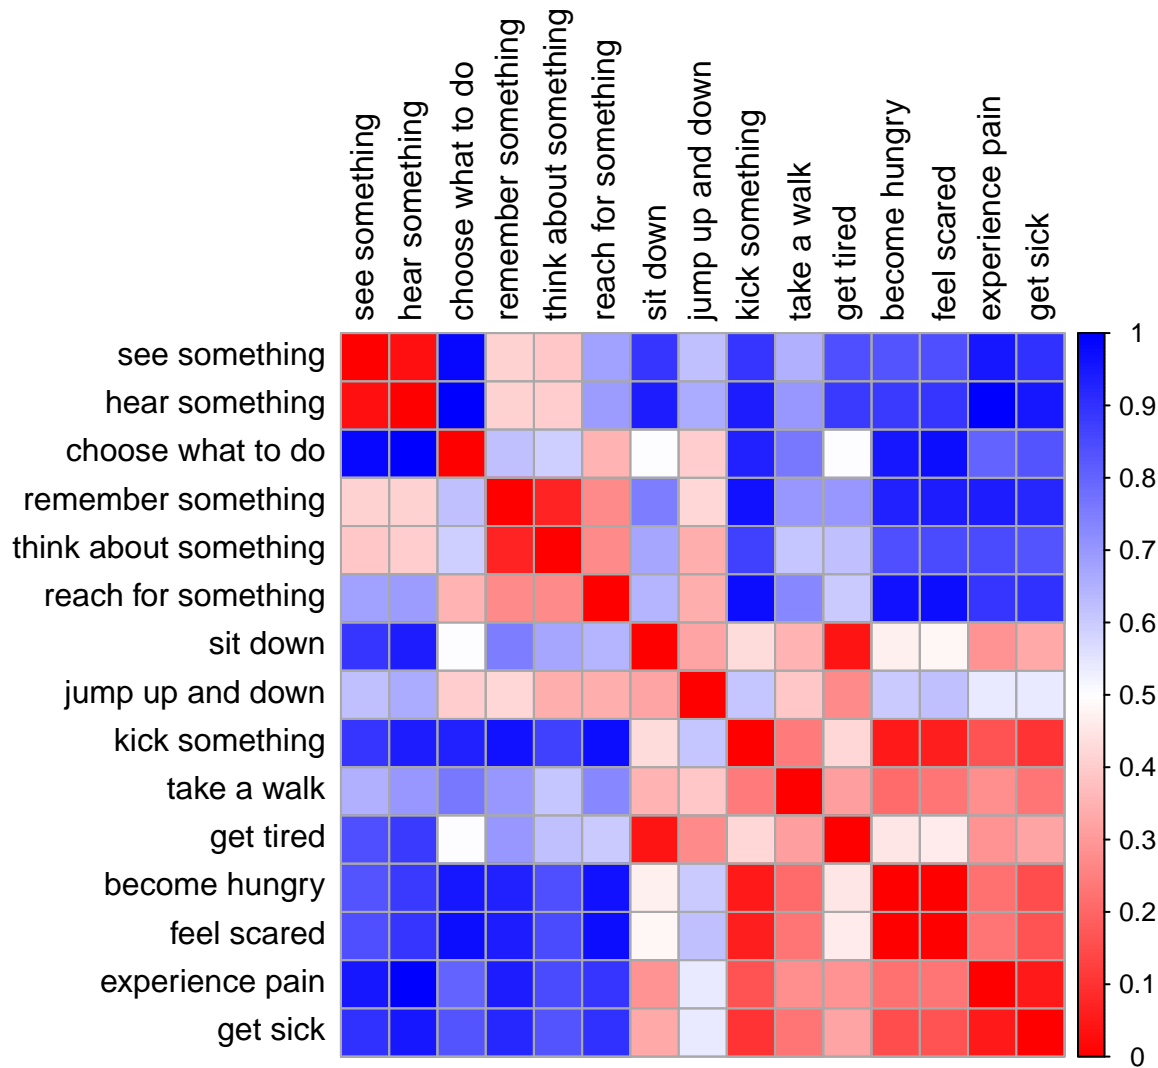 see something
hear something
choose what to do
remember something
think about something
reach for something
sit down
jump up and down
kick something
take a walk
get tired
become hungry
feel scared
experience pain
get sick
see something
hear something
choose what to do
remember something
think about something
reach for something
sit down
jump up and down
kick something
take a walk
get tired
become hungry
feel scared
experience pain
get sick
1
0.9
0.8
0.7
0.6
0.5
0.4
0.3
0.2
0.1
0